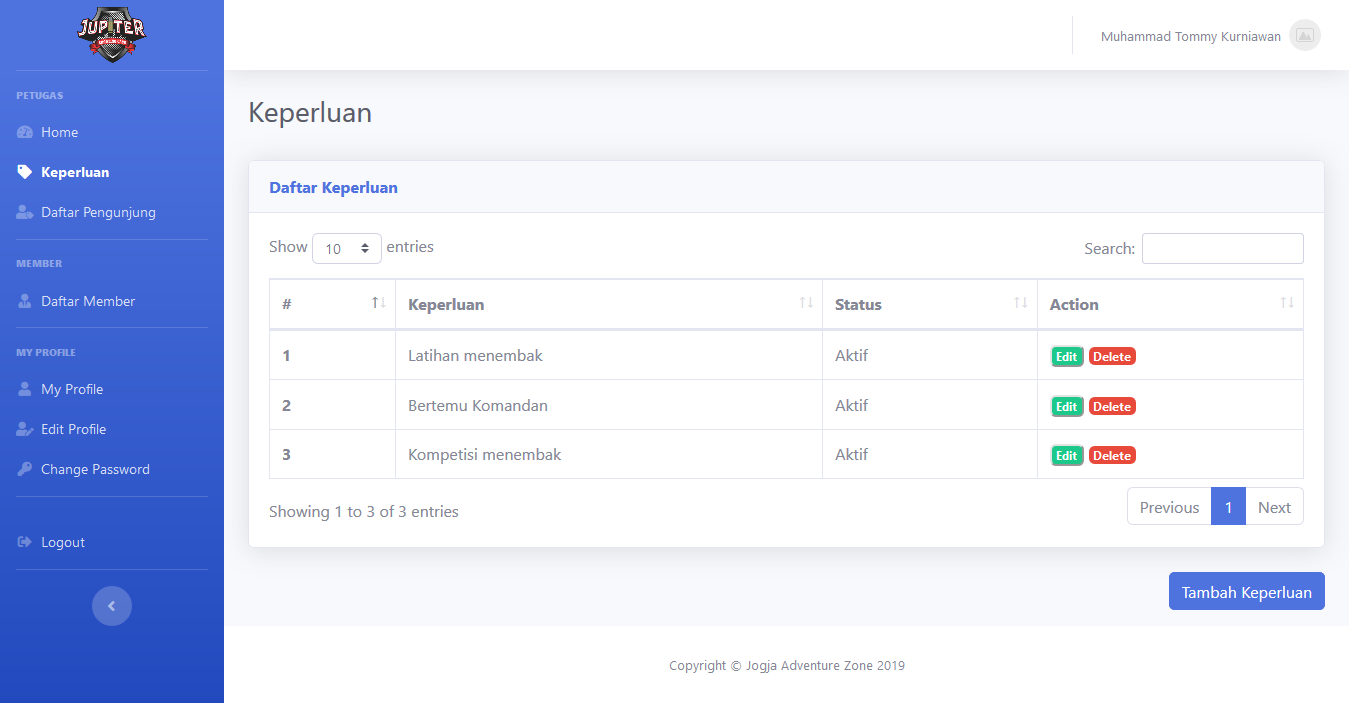 JUPITER
Muhammad Tommy Kurniawan
PETUGAS
Home
Keperluan
Daftar Pengunjung
MEMBER
Daftar Member
MY PROFILE
My Profile
Edit Profile
Change Password
Logout
Keperluan
Daftar Keperluan
Show 10 entries
Search:
# Keperluan Status Action
1 Latihan menembak Aktif Edit Delete
2 Bertemu Komandan Aktif Edit Delete
3 Kompetisi menembak Aktif Edit Delete
Showing 1 to 3 of 3 entries
Previous 1 Next
Tambah Keperluan
Copyright © Jogja Adventure Zone 2019